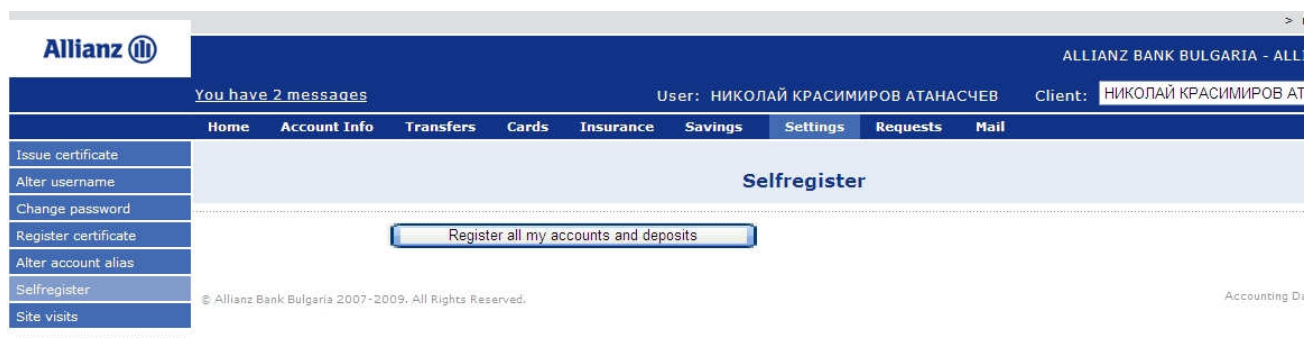 >
Allianz
ALLIANZ BANK BULGARIA - ALLI
You have 2 messages
User: НИКОЛАЙ КРАСИМИРОВ АТАНАСЧЕВ
Client: НИКОЛАЙ КРАСИМИРОВ АТ
Home Account Info Transfers Cards Insurance Savings Settings Requests Mail
Issue certificate
Alter username
Change password
Register certificate
Alter account alias
Selfregister
Site visits
Selfregister
Register all my accounts and deposits
© Allianz Bank Bulgaria 2007-2009. All Rights Reserved.
Accounting Da